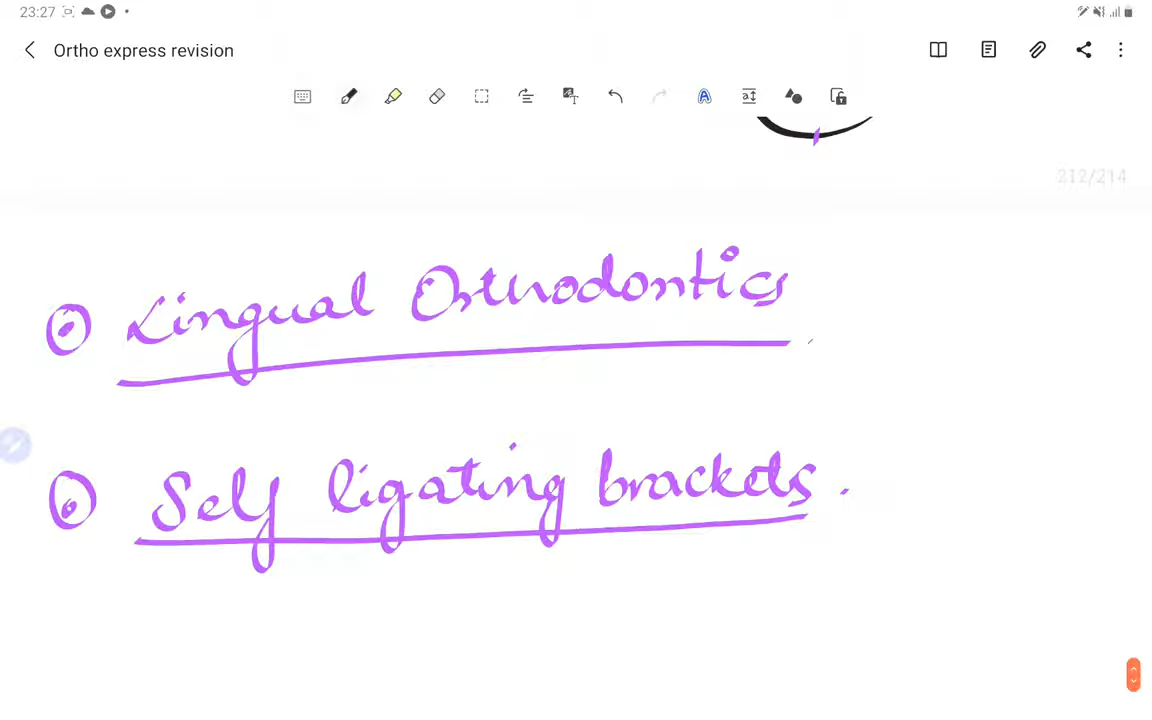 23:27
Ortho express revision
212/214
Lingual Orthodontics
Self ligating brackets.